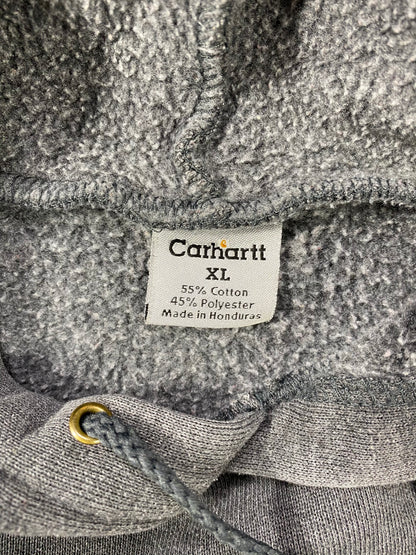 Carhartt
XL
55% Cotton
45% Polyester
Made in Honduras